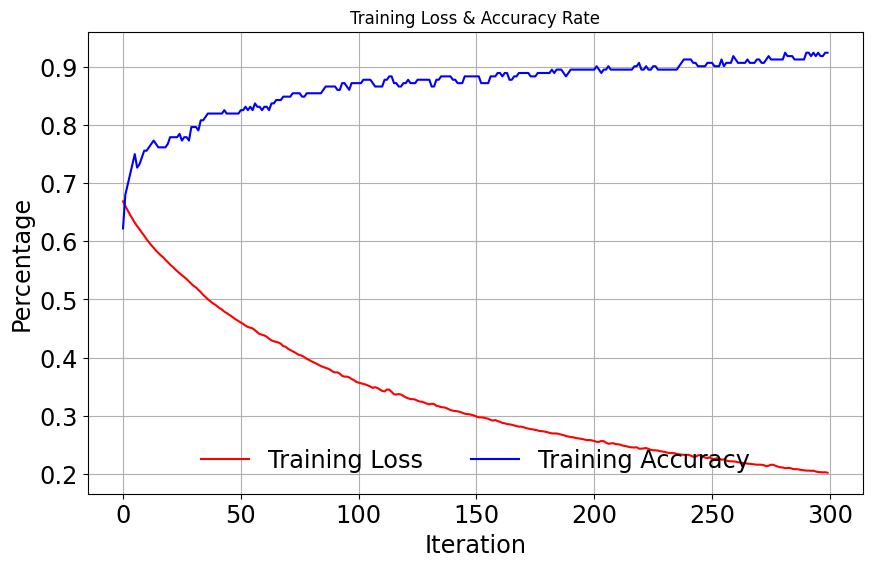 Training Loss & Accuracy Rate
Percentage
0.9
0.8
0.7
0.6
0.5
0.4
0.3
0.2
Training Loss Training Accuracy
0 50 100 150 200 250 300
Iteration